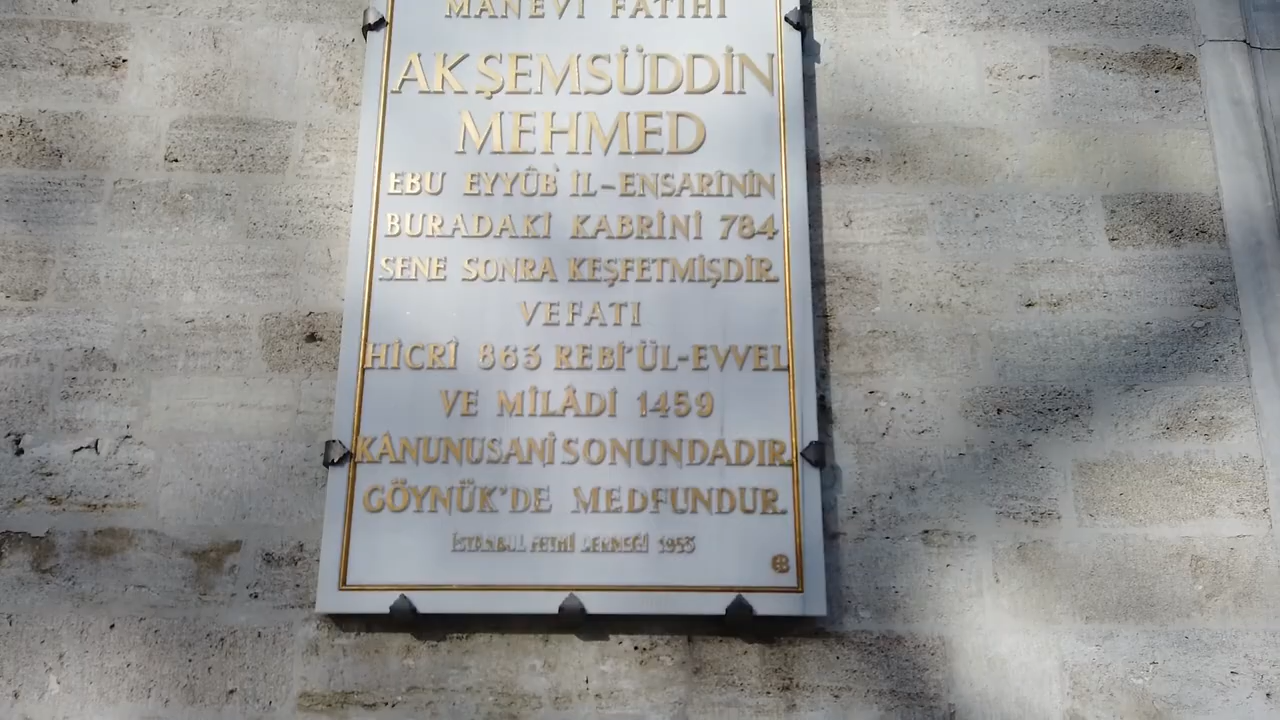 MANEVİ FATİHİ
AKŞEMSÜDDİN
MEHMED
EBU EYYÛB İL-ENSARİNİN
BURADAKİ KABRİNİ 784
SENE SONRA KEŞFETMİŞDİR.
VEFATI
HİCRÎ 863 REBİ'ÜL-EVVEL
VE MİLÂDİ 1459
KÂNUNUSANİ SONUNDADIR.
GÖYNÜK'DE MEDFUNDUR.
İSTANBUL FETHİ DERNEĞİ 1953